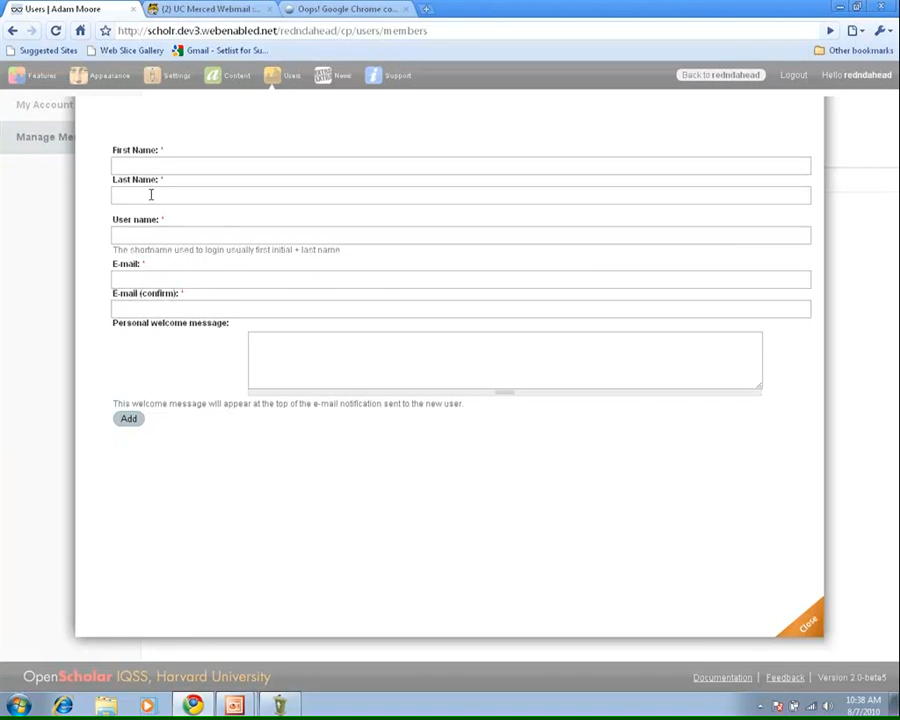 Users | Adam Moore
(2) UC Merced Webmail :...
Oops! Google Chrome co...
http://scholr.dev3.webenabled.net/redndahead/cp/users/members
Suggested Sites
Web Slice Gallery
Gmail - Setlist for Su...
Other bookmarks
Features
Appearance
Settings
Content
Users
News
Support
Back to redndahead
Logout
Hello redndahead
My Account
Manage Me
First Name: *
Last Name: *
User name: *
The shortname used to login usually first initial + last name
E-mail: *
E-mail (confirm): *
Personal welcome message:
This welcome message will appear at the top of the e-mail notification sent to the new user.
Add
Close
OpenScholar IQSS, Harvard University
Documentation
Feedback
Version 2.0-beta5
10:38 AM
8/7/2010